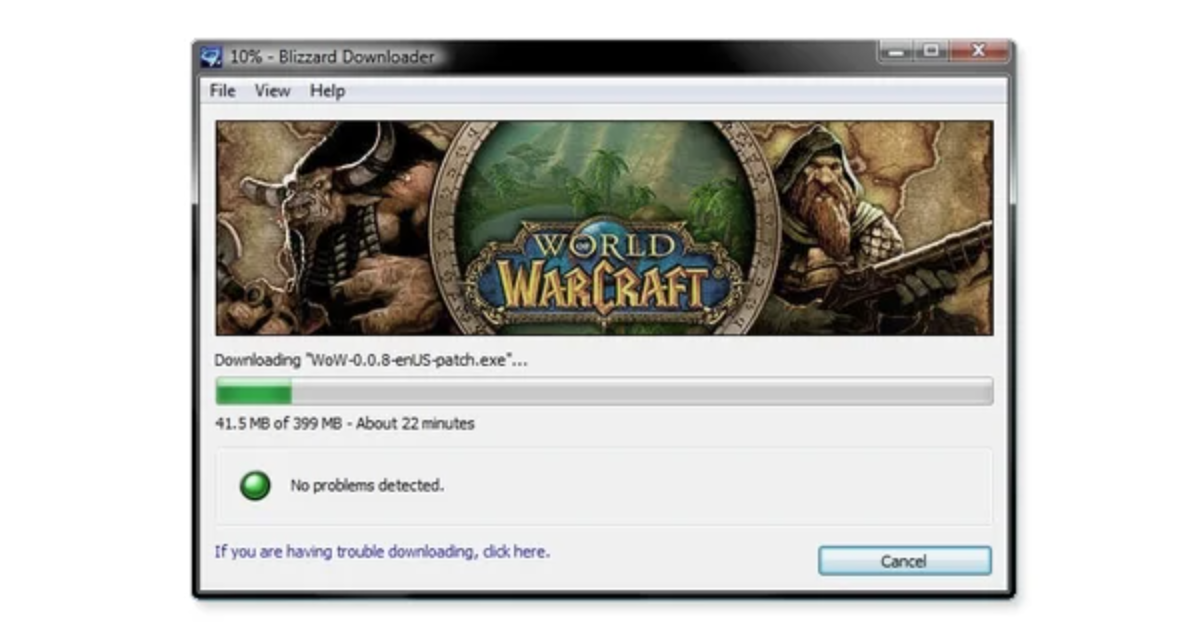 10% - Blizzard Downloader
File View Help
WORLD
OF
WARCRAFT
Downloading "WoW-0.0.8-enUS-patch.exe"...
41.5 MB of 399 MB - About 22 minutes
No problems detected.
If you are having trouble downloading, click here.
Cancel